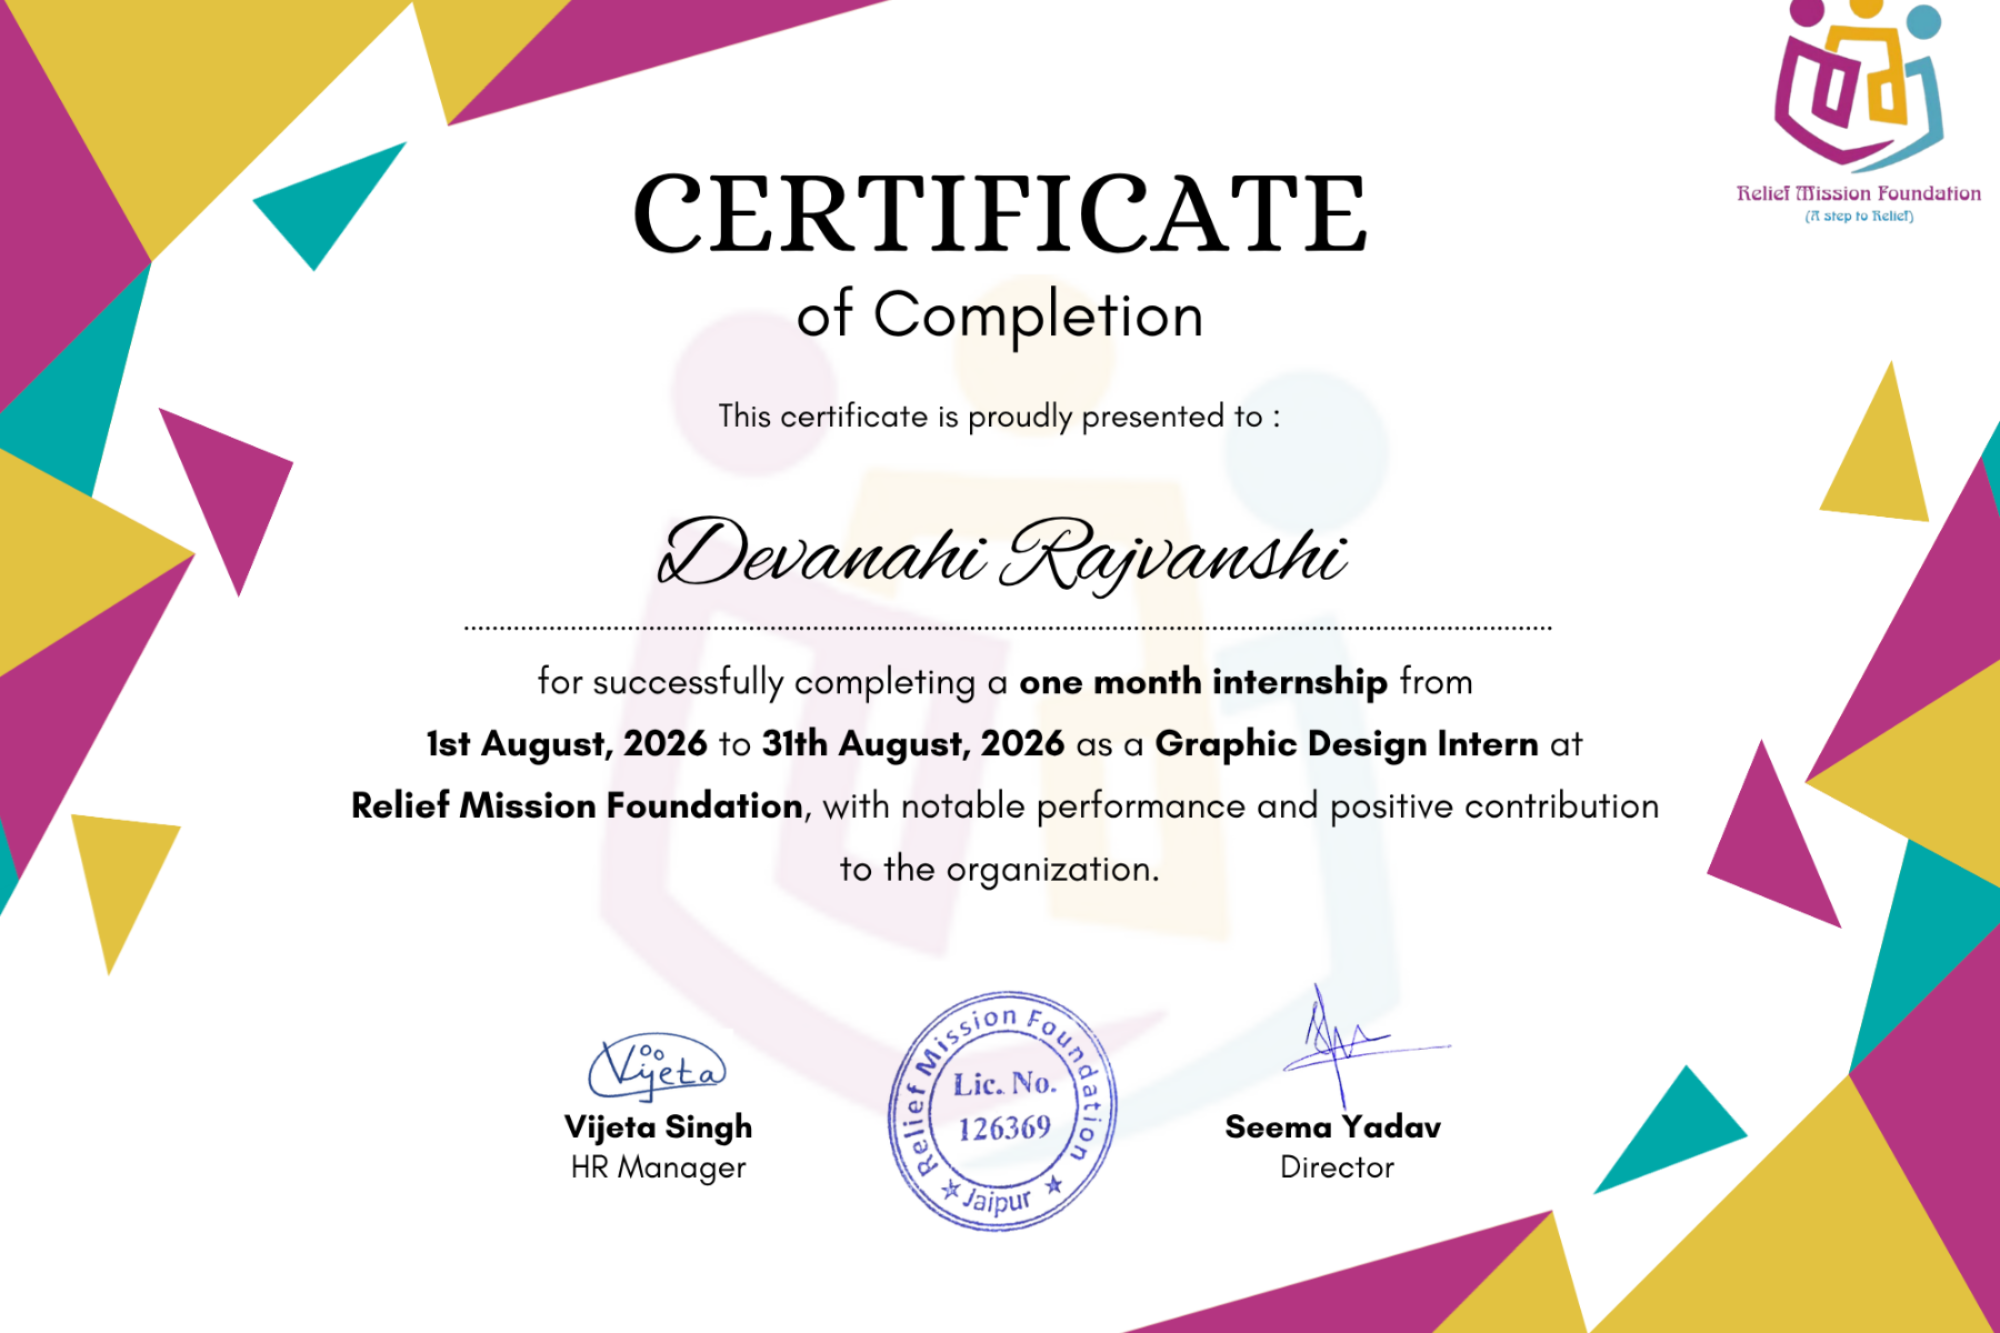 Relief Mission Foundation
(A step to Relief)
CERTIFICATE
of Completion
This certificate is proudly presented to :
Devanahi Rajvanshi
for successfully completing a one month internship from
1st August, 2026 to 31th August, 2026 as a Graphic Design Intern at
Relief Mission Foundation, with notable performance and positive contribution
to the organization.
Vijeta
Vijeta Singh
HR Manager
Relief Mission Foundation
Lic. No.
126369
Jaipur
Seema Yadav
Director